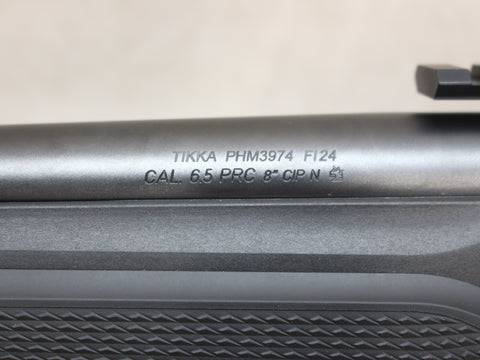 TIKKA PHM3974 FI24
CAL. 6.5 PRC 8" CIP N